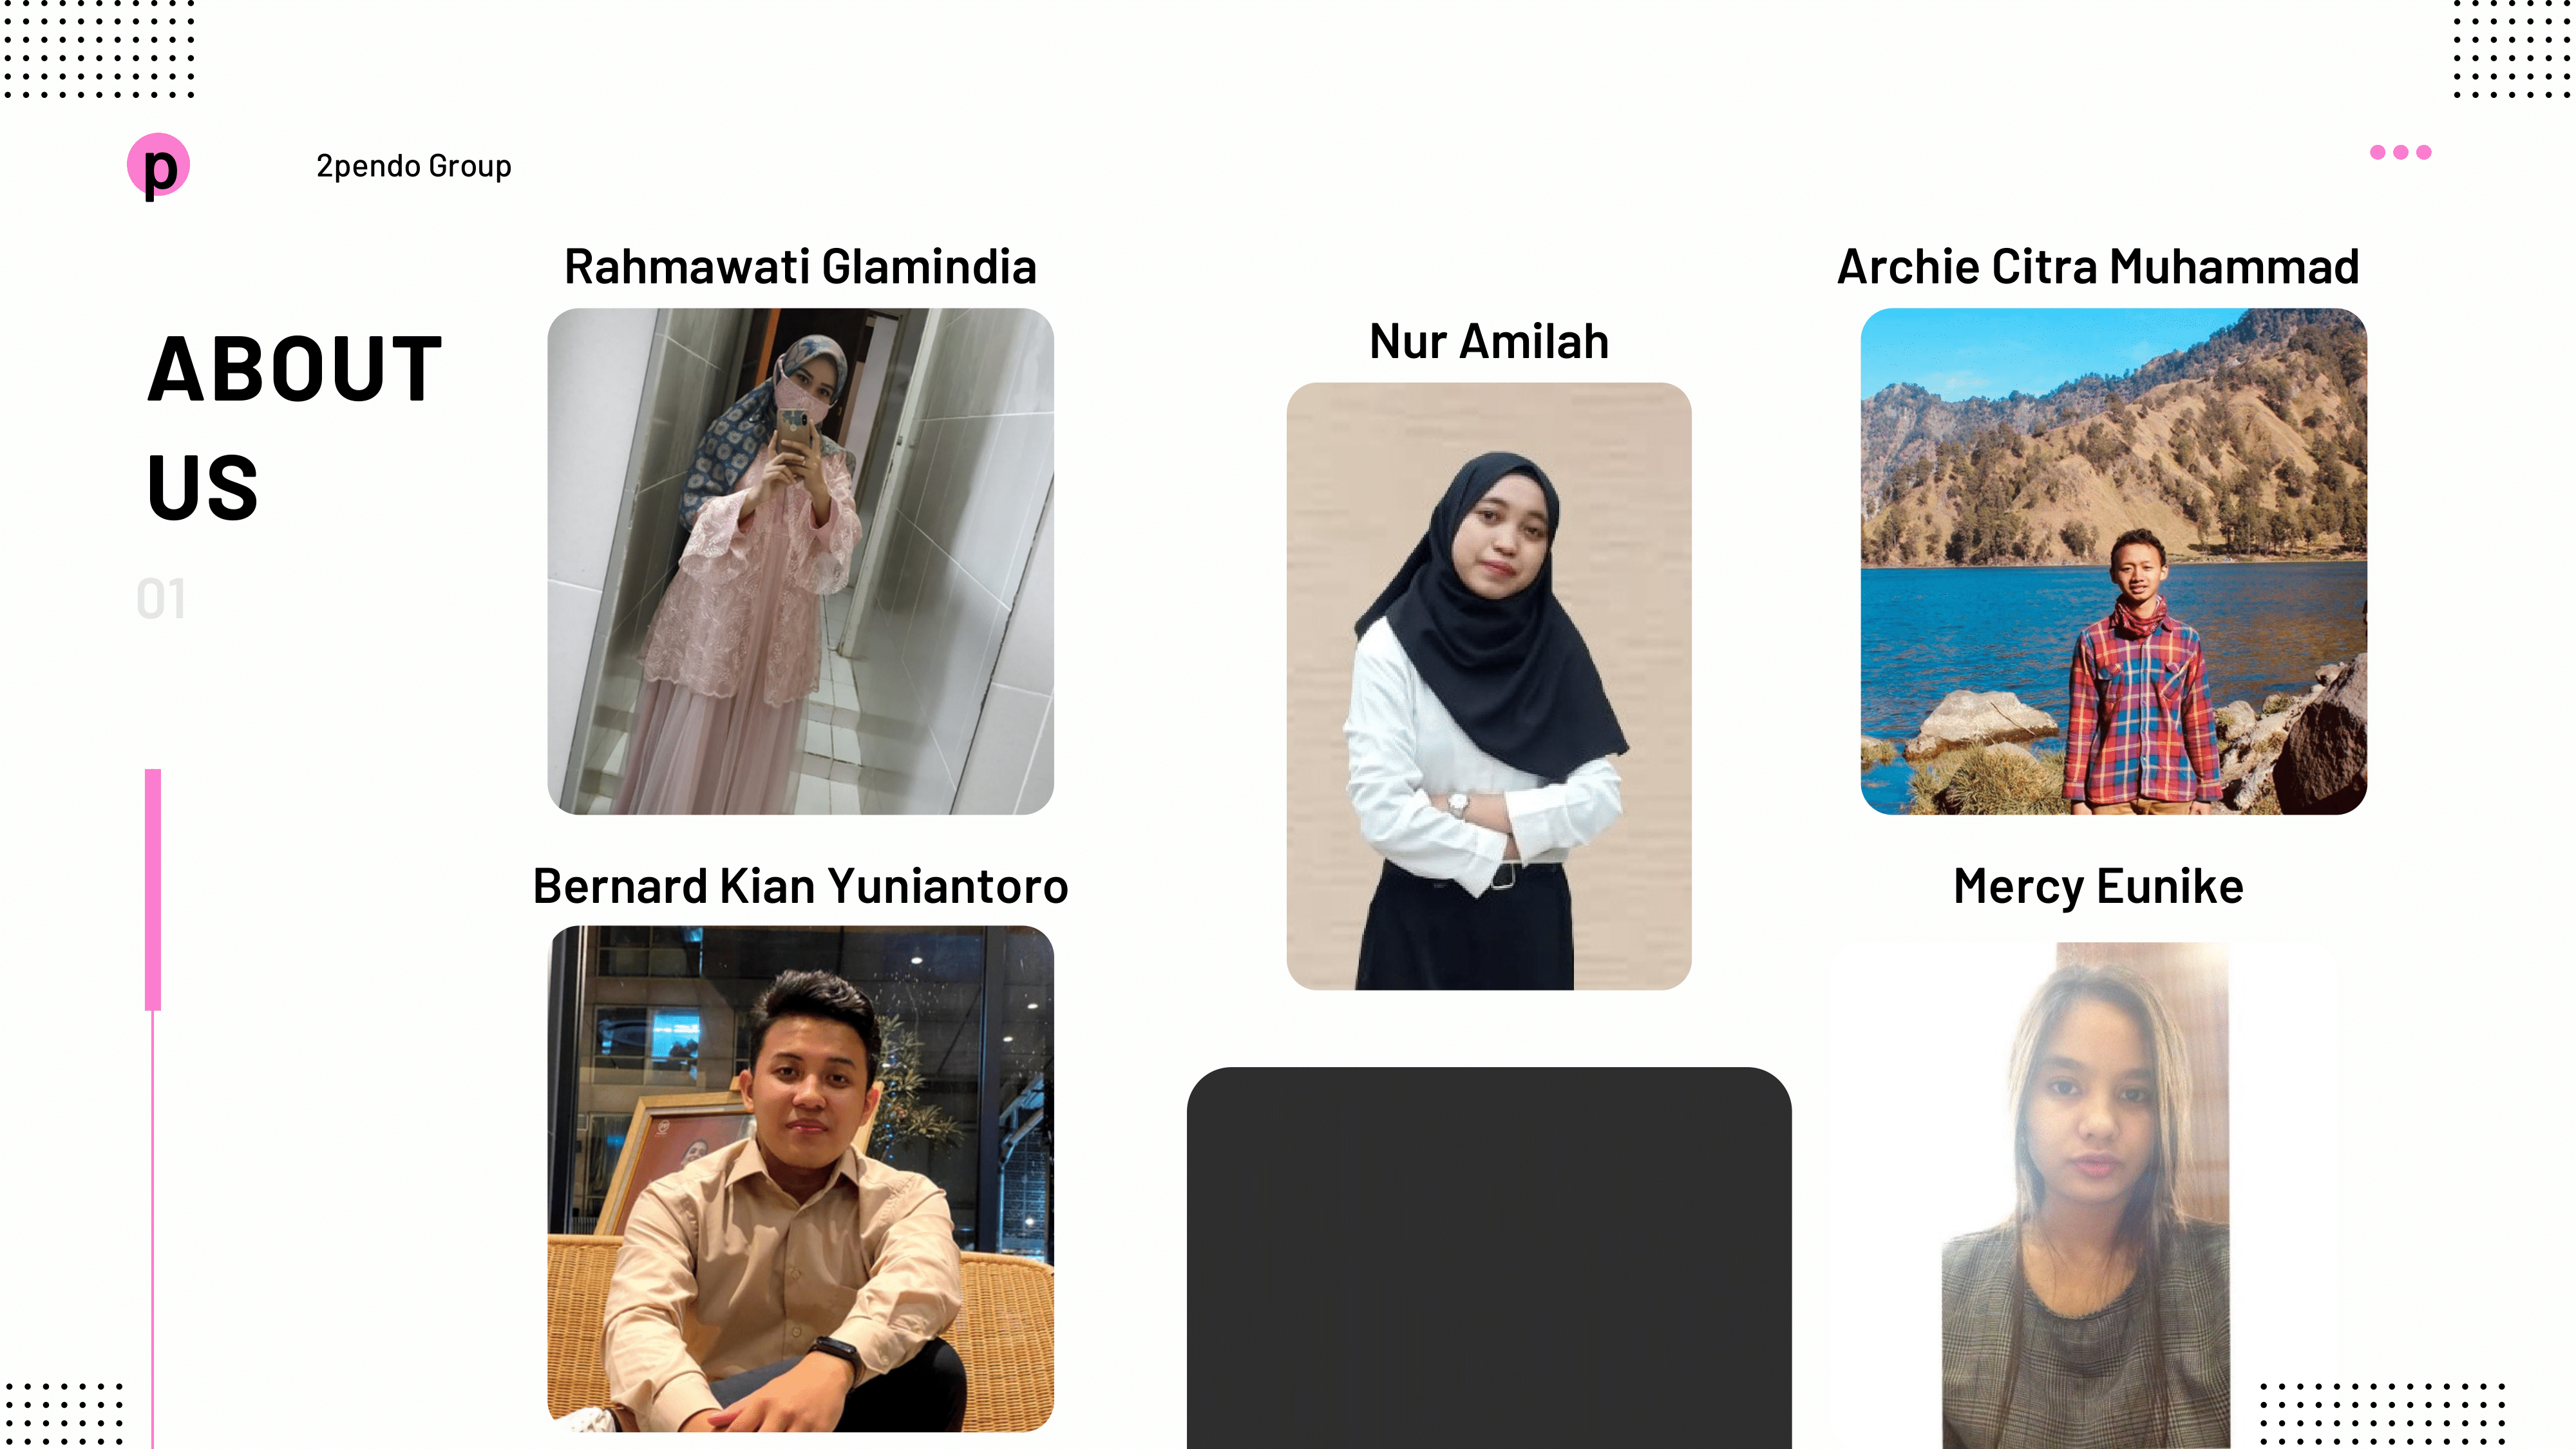 p
2pendo Group
ABOUT
US
01
Rahmawati Glamindia
Nur Amilah
Archie Citra Muhammad
Bernard Kian Yuniantoro
Mercy Eunike